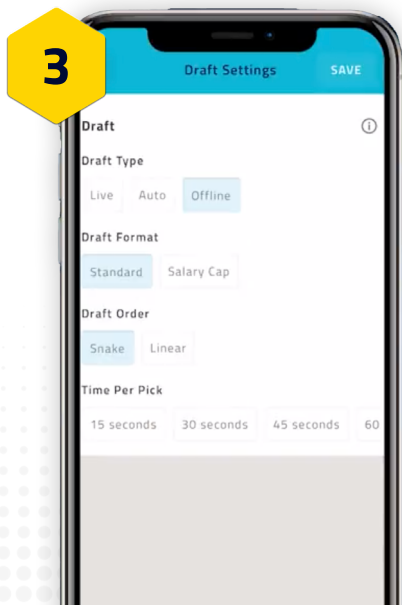 3
Draft Settings SAVE
Draft
Draft Type
Live Auto Offline
Draft Format
Standard Salary Cap
Draft Order
Snake Linear
Time Per Pick
15 seconds 30 seconds 45 seconds 60